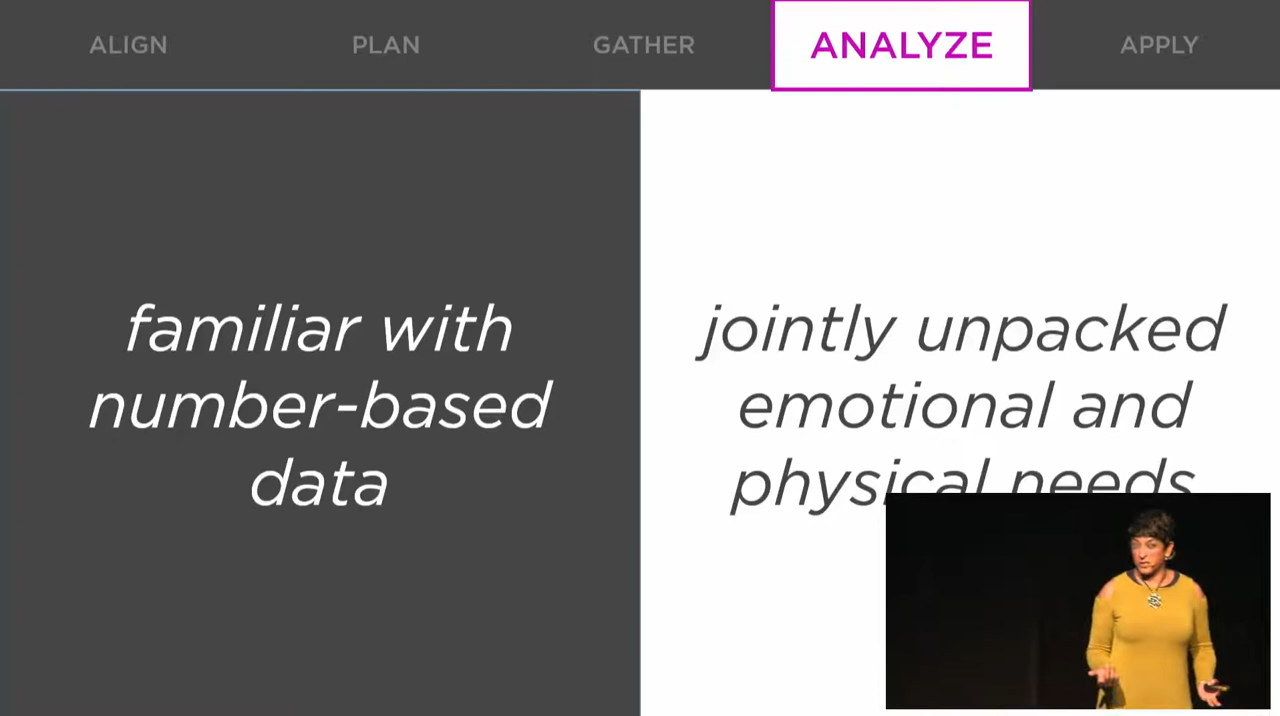 ALIGN PLAN GATHER ANALYZE APPLY
familiar with
number-based
data
jointly unpacked
emotional and
physical needs